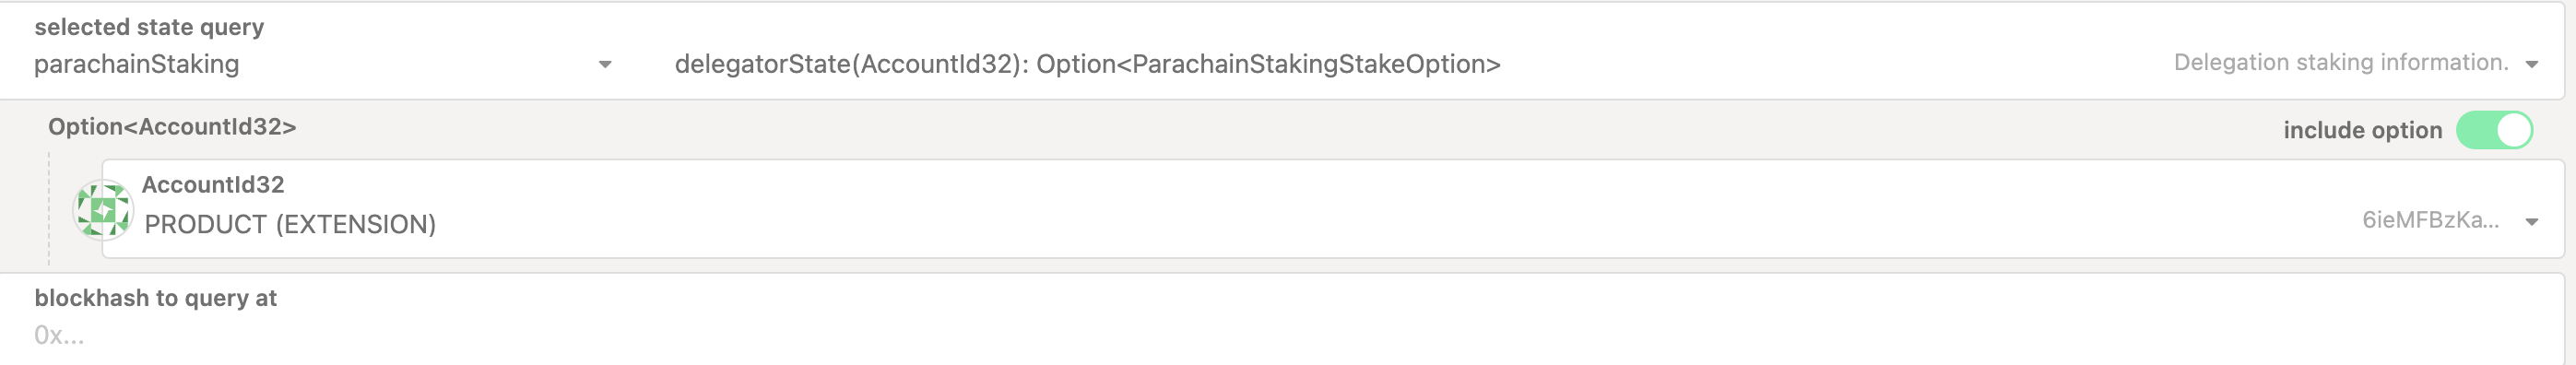 selected state query
parachainStaking
delegatorState(AccountId32): Option<ParachainStakingStakeOption>
Delegation staking information.
Option<AccountId32>
include option
AccountId32
PRODUCT (EXTENSION)
6ieMFBzKa...
blockhash to query at
0x...